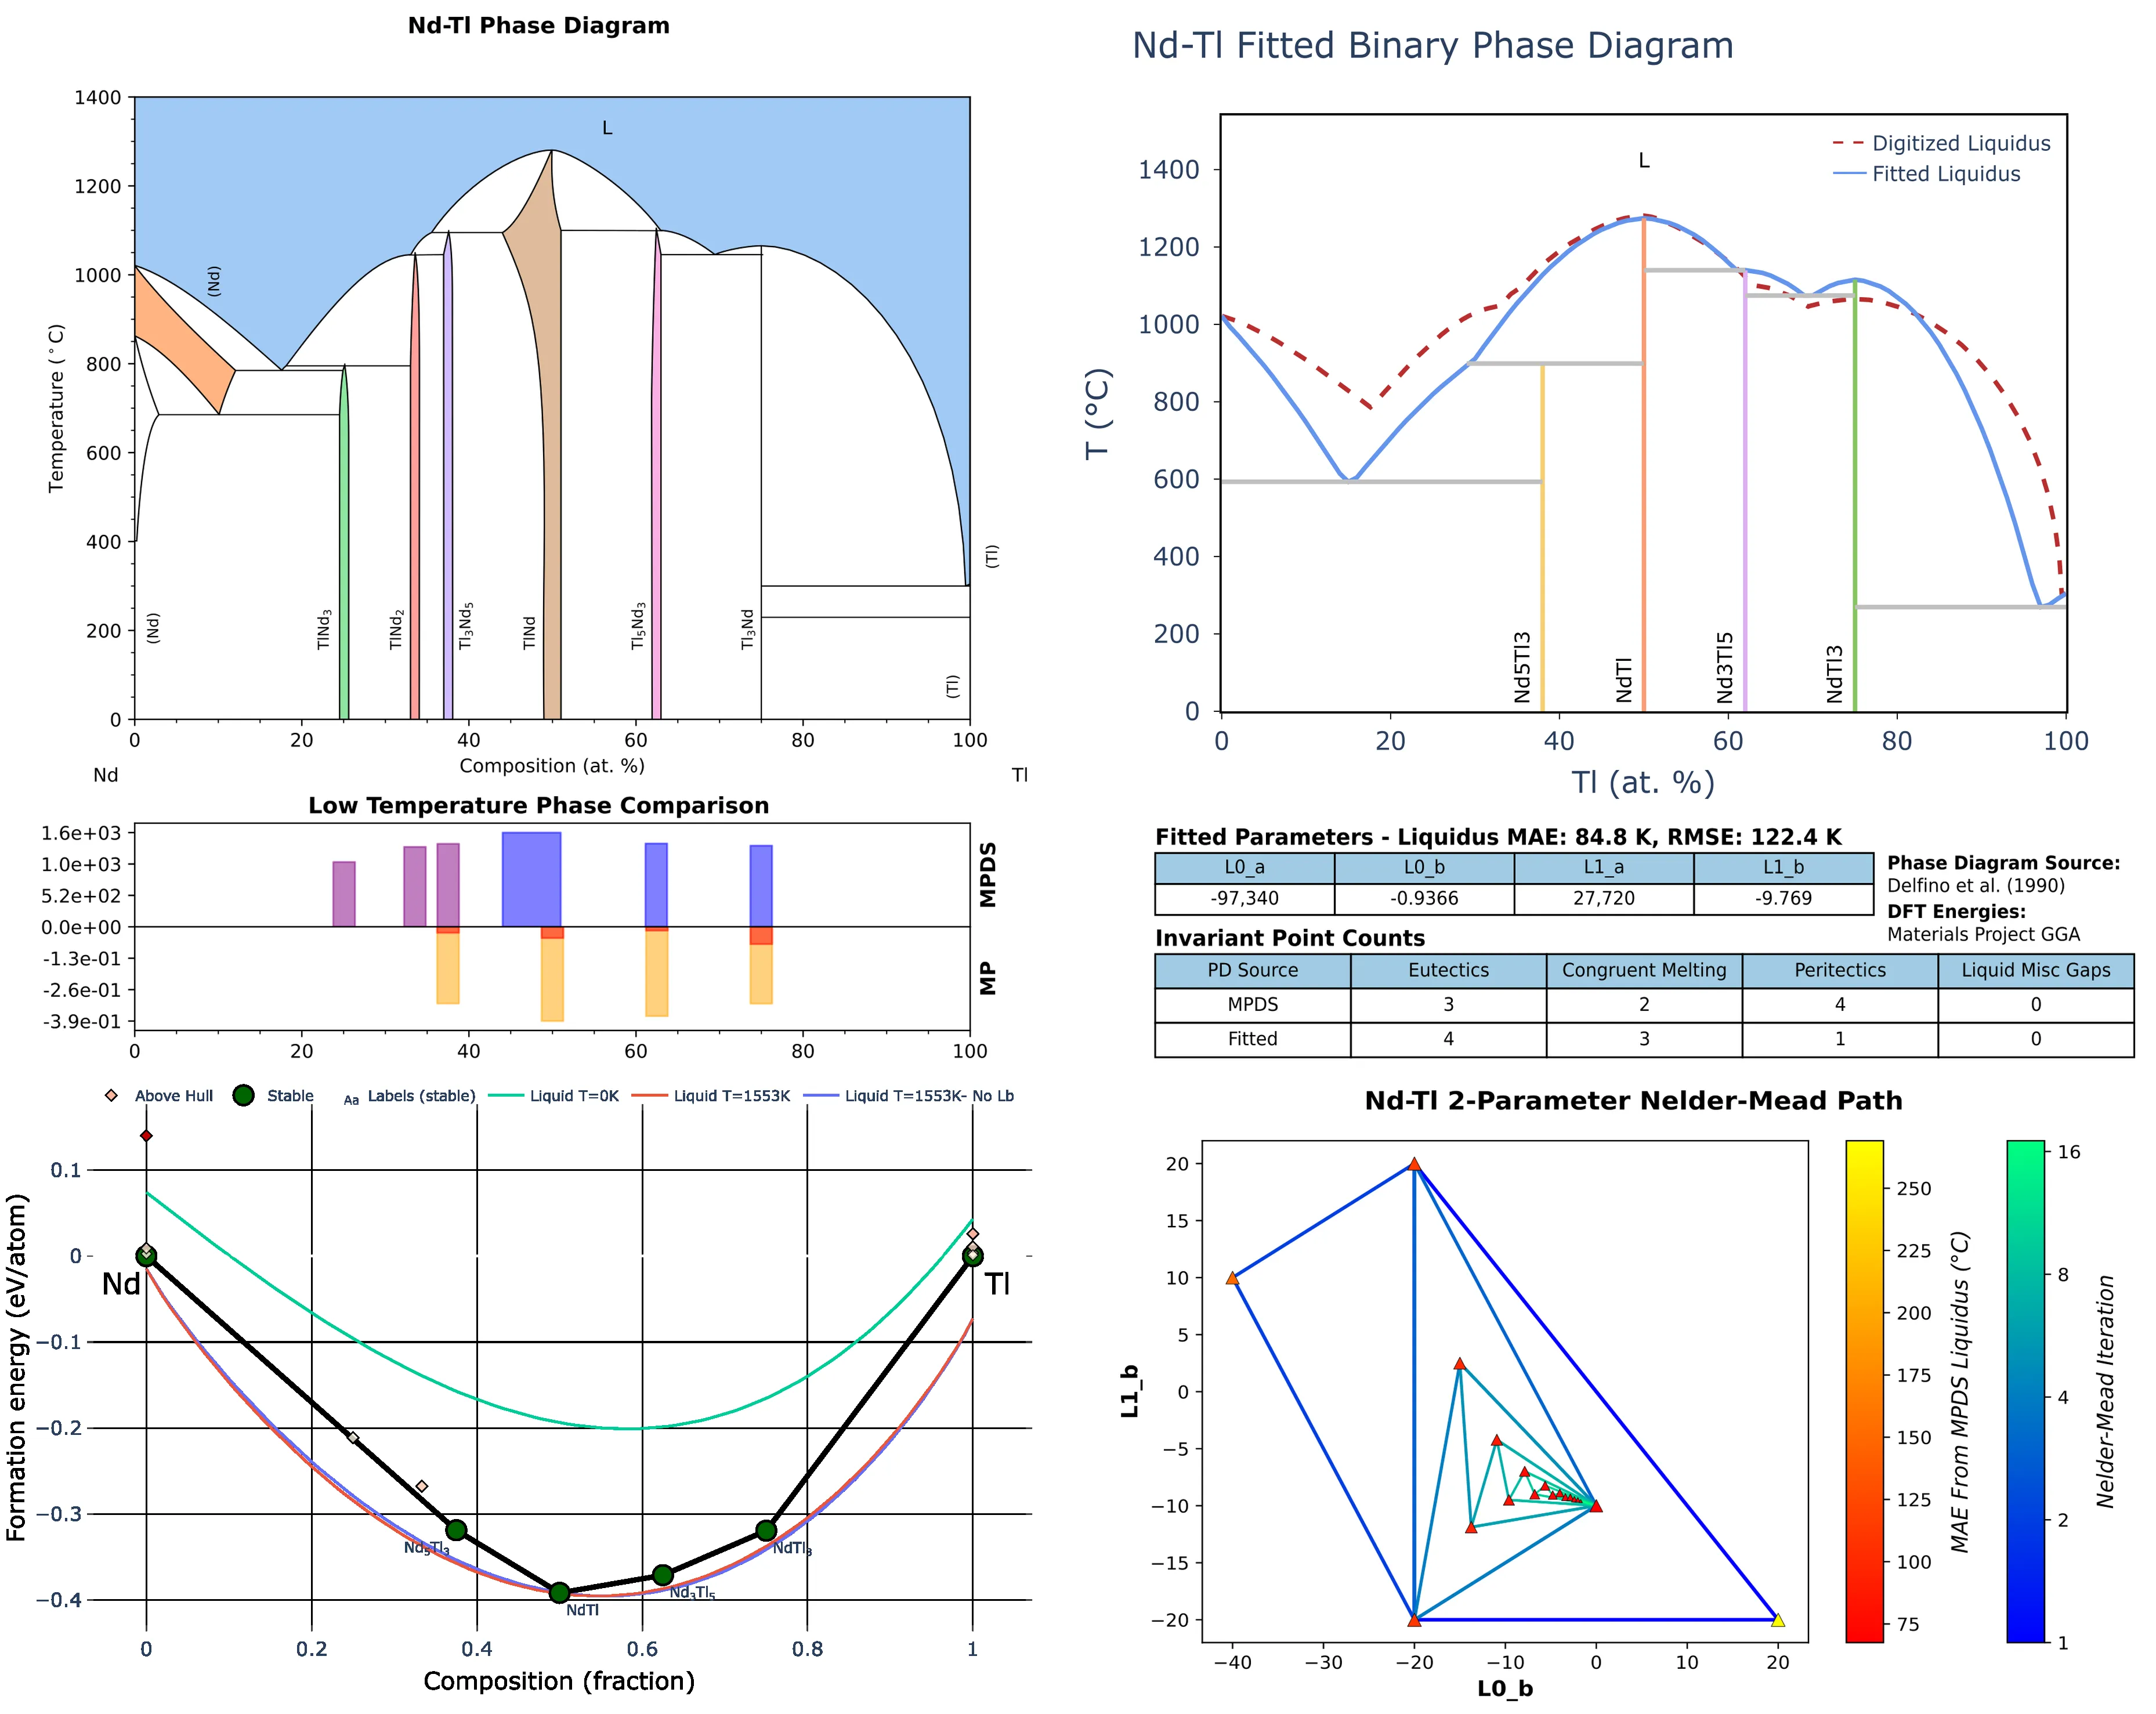 Nd-Tl Phase Diagram
1400
1200
1000
800
600
400
200
0
Temperature (°C)
L
(Nd)
(Nd)
TlNd₃
TlNd₂
Tl₃Nd₅
TlNd
Tl₅Nd₃
Tl₃Nd
(Tl)
(Tl)
0 20 40 60 80 100
Composition (at. %)
Nd Tl
Nd-Tl Fitted Binary Phase Diagram
1400
1200
1000
800
600
400
200
0
T (°C)
L
Digitized Liquidus
Fitted Liquidus
Nd5Tl3
NdTl
Nd3Tl5
NdTl3
0 20 40 60 80 100
Tl (at. %)
Low Temperature Phase Comparison
1.6e+03
1.0e+03
5.2e+02
0.0e+00
-1.3e-01
-2.6e-01
-3.9e-01
MPDS
MP
0 20 40 60 80 100
Fitted Parameters - Liquidus MAE: 84.8 K, RMSE: 122.4 K
L0_a L0_b L1_a L1_b
-97,340 -0.9366 27,720 -9.769
Phase Diagram Source:
Delfino et al. (1990)
DFT Energies:
Materials Project GGA
Invariant Point Counts
PD Source Eutectics Congruent Melting Peritectics Liquid Misc Gaps
MPDS 3 2 4 0
Fitted 4 3 1 0
Above Hull Stable Aa Labels (stable) Liquid T=0K Liquid T=1553K Liquid T=1553K- No Lb
0.1
0
−0.1
−0.2
−0.3
−0.4
Formation energy (eV/atom)
Nd
Tl
Nd₅Tl₃
NdTl
Nd₃Tl₅
NdTl₃
0 0.2 0.4 0.6 0.8 1
Composition (fraction)
Nd-Tl 2-Parameter Nelder-Mead Path
20
15
10
5
0
−5
−10
−15
−20
L1_b
−40 −30 −20 −10 0 10 20
L0_b
250
225
200
175
150
125
100
75
MAE From MPDS Liquidus (°C)
16
8
4
2
1
Nelder-Mead Iteration